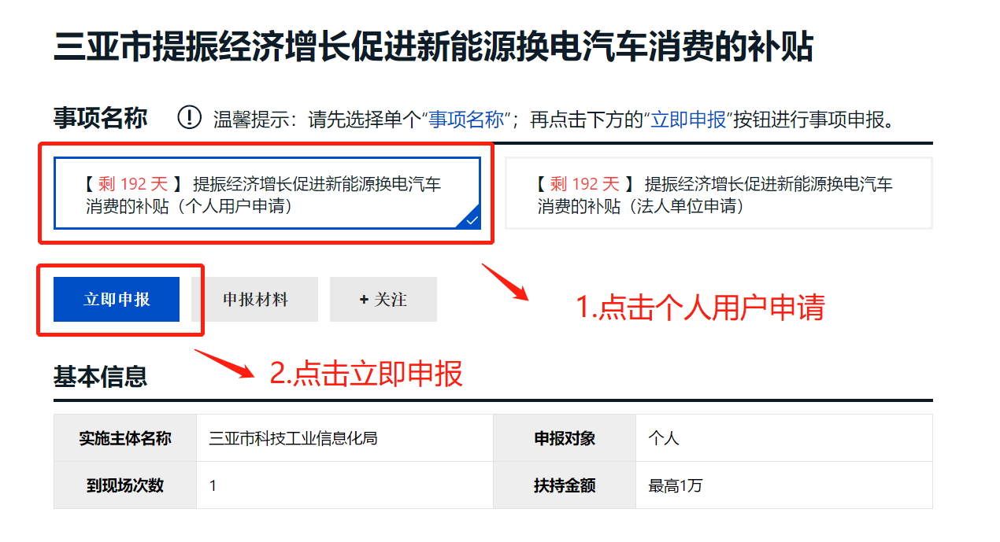 三亚市提振经济增长促进新能源换电汽车消费的补贴
事项名称 温馨提示：请先选择单个“事项名称”；再点击下方的“立即申报”按钮进行事项申报。
【剩 192 天】提振经济增长促进新能源换电汽车
消费的补贴（个人用户申请）
【剩 192 天】提振经济增长促进新能源换电汽车
消费的补贴（法人单位申请）
立即申报 申报材料 + 关注
1.点击个人用户申请
2.点击立即申报
基本信息
实施主体名称 三亚市科技工业信息化局 申报对象 个人
到现场次数 1 扶持金额 最高1万